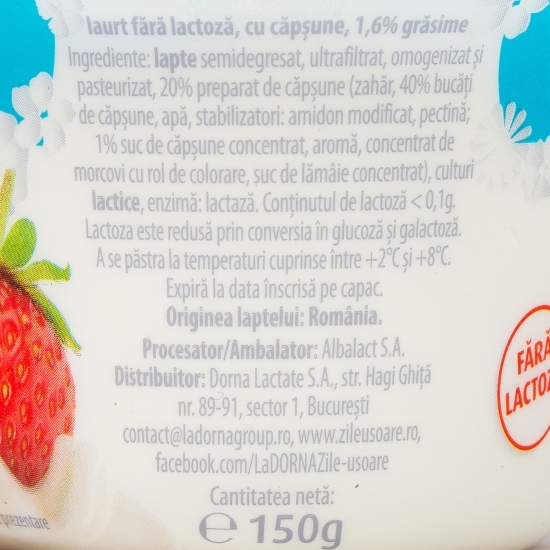 Iaurt fără lactoză, cu căpșune, 1,6% grăsime
Ingrediente: lapte semidegresat, ultrafiltrat, omogenizat și
pasteurizat, 20% preparat de căpșune (zahăr, 40% bucăți
de căpșune, apă, stabilizatori: amidon modificat, pectină;
1% suc de căpșune concentrat, aromă, concentrat de
morcovi cu rol de colorare, suc de lămâie concentrat), culturi
lactice, enzimă: lactază. Conținutul de lactoză < 0,1g.
Lactoza este redusă prin conversia în glucoză și galactoză.
A se păstra la temperaturi cuprinse între +2°C și +8°C.
Expiră la data înscrisă pe capac.
Originea laptelui: România.
Procesator/Ambalator: Albalact S.A.
Distribuitor: Dorna Lactate S.A., str. Hagi Ghiță
nr. 89-91, sector 1, București
contact@ladornagroup.ro, www.zileusoare.ro,
facebook.com/LaDORNAZile-usoare
Cantitatea netă:
℮ 150g
FĂRĂ
prezentare